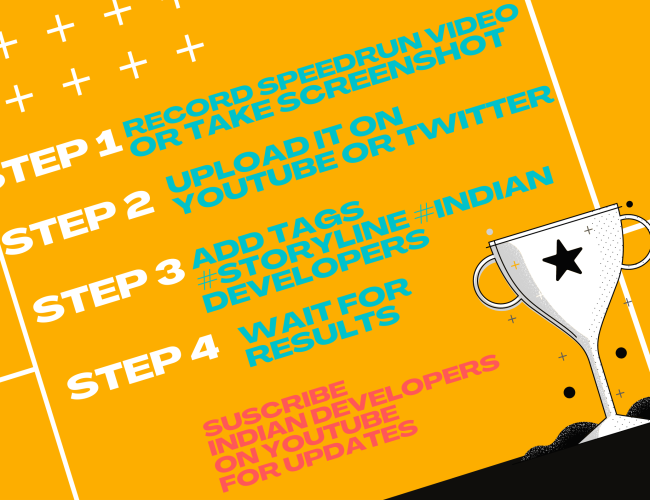 STEP 1
RECORD SPEEDRUN VIDEO
OR TAKE SCREENSHOT
STEP 2
UPLOAD IT ON
YOUTUBE OR TWITTER
STEP 3
ADD TAGS
#STORYLINE #INDIAN
DEVELOPERS
STEP 4
WAIT FOR
RESULTS
SUSCRIBE
INDIAN DEVELOPERS
ON YOUTUBE
FOR UPDATES